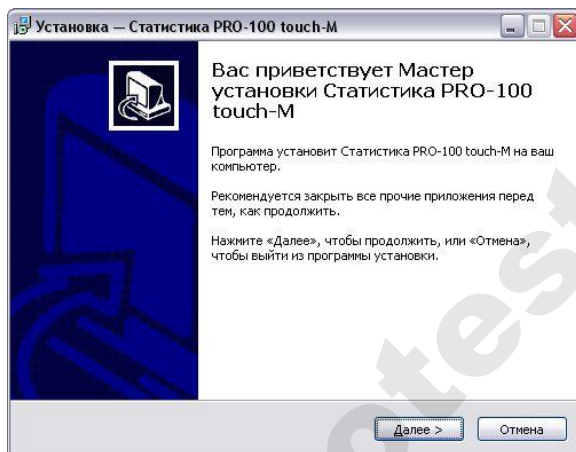 Установка — Статистика PRO-100 touch-M
Вас приветствует Мастер
установки Статистика PRO-100
touch-M
Программа установит Статистика PRO-100 touch-M на ваш
компьютер.
Рекомендуется закрыть все прочие приложения перед
тем, как продолжить.
Нажмите «Далее», чтобы продолжить, или «Отмена»,
чтобы выйти из программы установки.
Далее >
Отмена
otest